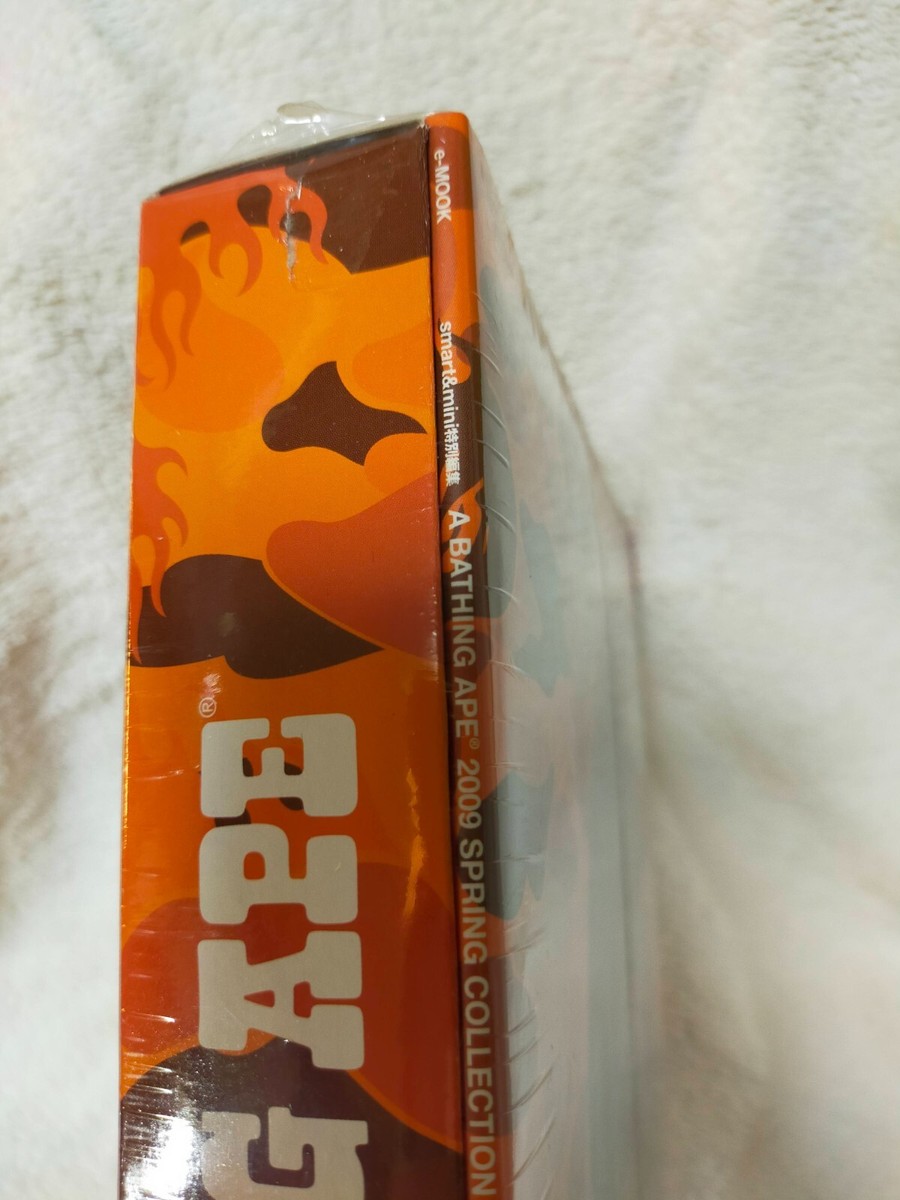 e-MOOK
smart&mini特別編集
A BATHING APE® 2009 SPRING COLLECTION
G APE®